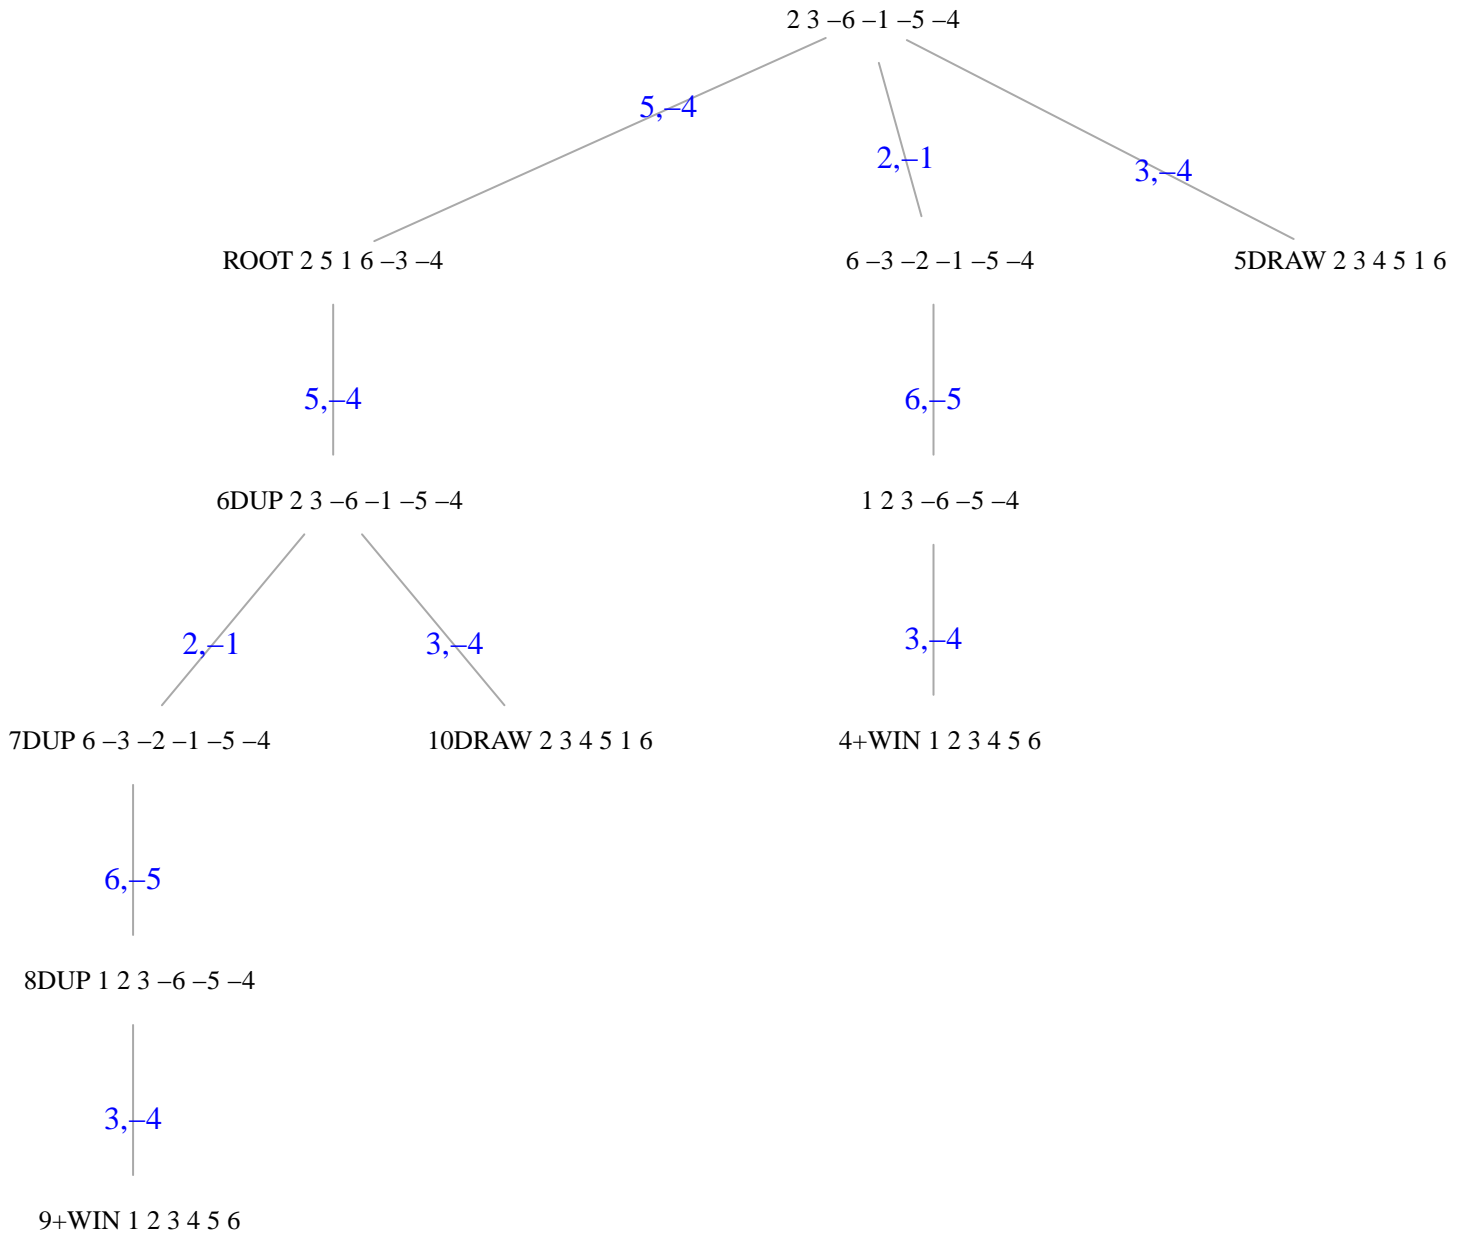 2 3 –6 –1 –5 –4
5,–4
2,–1
3,–4
ROOT 2 5 1 6 –3 –4
6 –3 –2 –1 –5 –4
5DRAW 2 3 4 5 1 6
5,–4
6,–5
6DUP 2 3 –6 –1 –5 –4
1 2 3 –6 –5 –4
2,–1
3,–4
3,–4
7DUP 6 –3 –2 –1 –5 –4
10DRAW 2 3 4 5 1 6
4+WIN 1 2 3 4 5 6
6,–5
8DUP 1 2 3 –6 –5 –4
3,–4
9+WIN 1 2 3 4 5 6